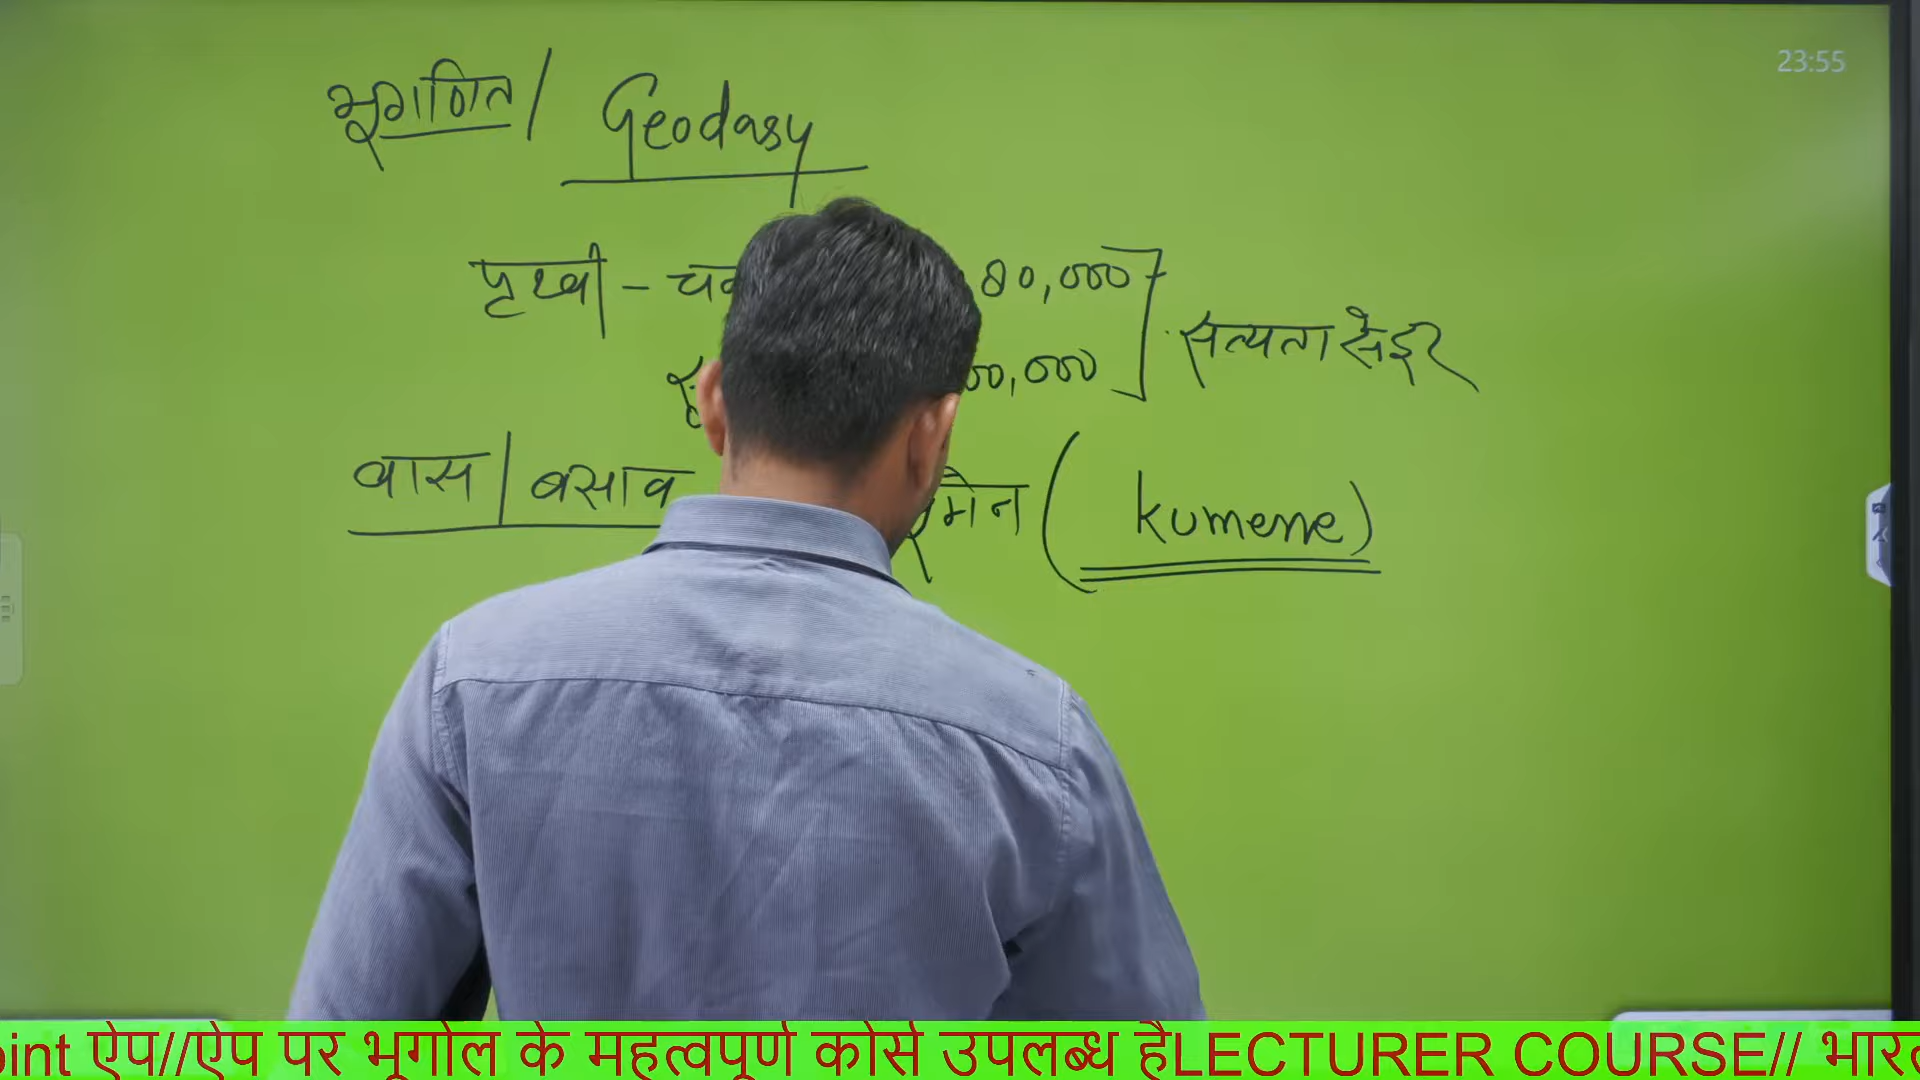 23:55
भूगणित / Geodasy
पृथ्वी - 80,000
00,000 सत्यता से दूर
वास | बसाव (kumene)
oint ऐप//ऐप पर भूगोल के महत्वपूर्ण कोर्स उपलब्ध हैLECTURER COURSE// भारत